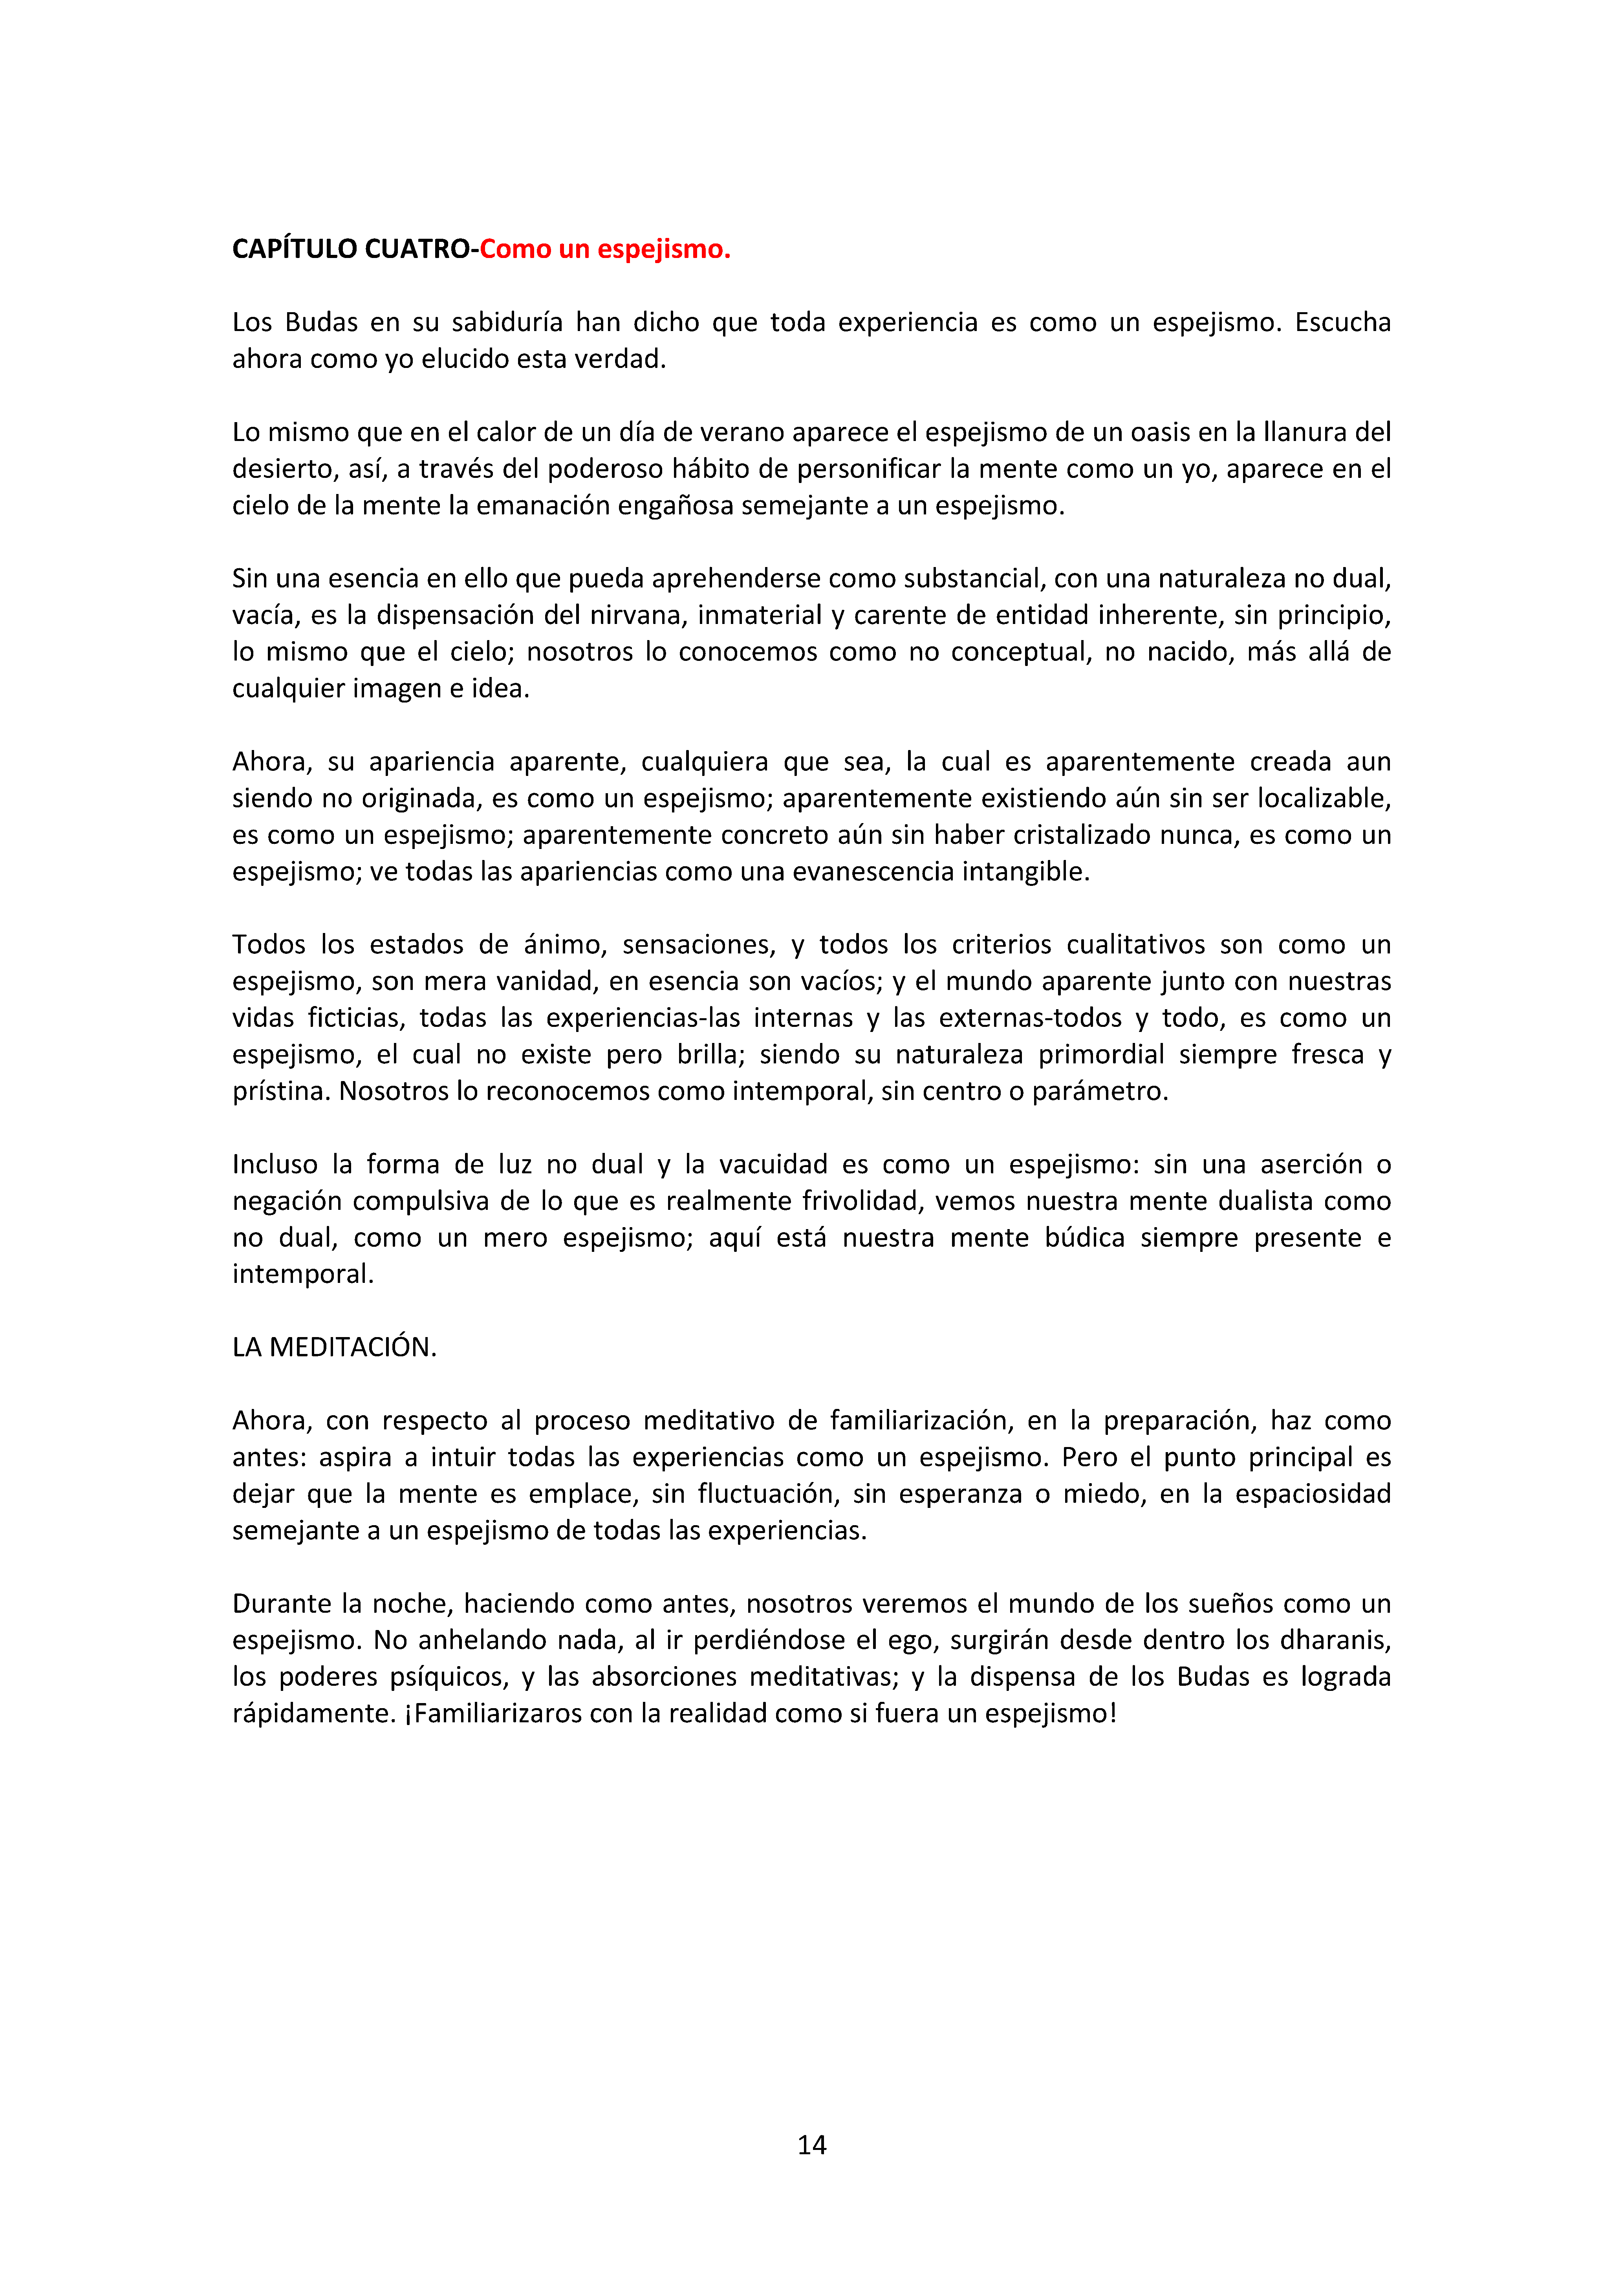 CAPÍTULO CUATRO-Como un espejismo.
Los Budas en su sabiduría han dicho que toda experiencia es como un espejismo. Escucha
ahora como yo elucido esta verdad.
Lo mismo que en el calor de un día de verano aparece el espejismo de un oasis en la llanura del
desierto, así, a través del poderoso hábito de personificar la mente como un yo, aparece en el
cielo de la mente la emanación engañosa semejante a un espejismo.
Sin una esencia en ello que pueda aprehenderse como substancial, con una naturaleza no dual,
vacía, es la dispensación del nirvana, inmaterial y carente de entidad inherente, sin principio,
lo mismo que el cielo; nosotros lo conocemos como no conceptual, no nacido, más allá de
cualquier imagen e idea.
Ahora, su apariencia aparente, cualquiera que sea, la cual es aparentemente creada aun
siendo no originada, es como un espejismo; aparentemente existiendo aún sin ser localizable,
es como un espejismo; aparentemente concreto aún sin haber cristalizado nunca, es como un
espejismo; ve todas las apariencias como una evanescencia intangible.
Todos los estados de ánimo, sensaciones, y todos los criterios cualitativos son como un
espejismo, son mera vanidad, en esencia son vacíos; y el mundo aparente junto con nuestras
vidas ficticias, todas las experiencias-las internas y las externas-todos y todo, es como un
espejismo, el cual no existe pero brilla; siendo su naturaleza primordial siempre fresca y
prístina. Nosotros lo reconocemos como intemporal, sin centro o parámetro.
Incluso la forma de luz no dual y la vacuidad es como un espejismo: sin una aserción o
negación compulsiva de lo que es realmente frivolidad, vemos nuestra mente dualista como
no dual, como un mero espejismo; aquí está nuestra mente búdica siempre presente e
intemporal.
LA MEDITACIÓN.
Ahora, con respecto al proceso meditativo de familiarización, en la preparación, haz como
antes: aspira a intuir todas las experiencias como un espejismo. Pero el punto principal es
dejar que la mente es emplace, sin fluctuación, sin esperanza o miedo, en la espaciosidad
semejante a un espejismo de todas las experiencias.
Durante la noche, haciendo como antes, nosotros veremos el mundo de los sueños como un
espejismo. No anhelando nada, al ir perdiéndose el ego, surgirán desde dentro los dharanis,
los poderes psíquicos, y las absorciones meditativas; y la dispensa de los Budas es lograda
rápidamente. ¡Familiarizaros con la realidad como si fuera un espejismo!
14